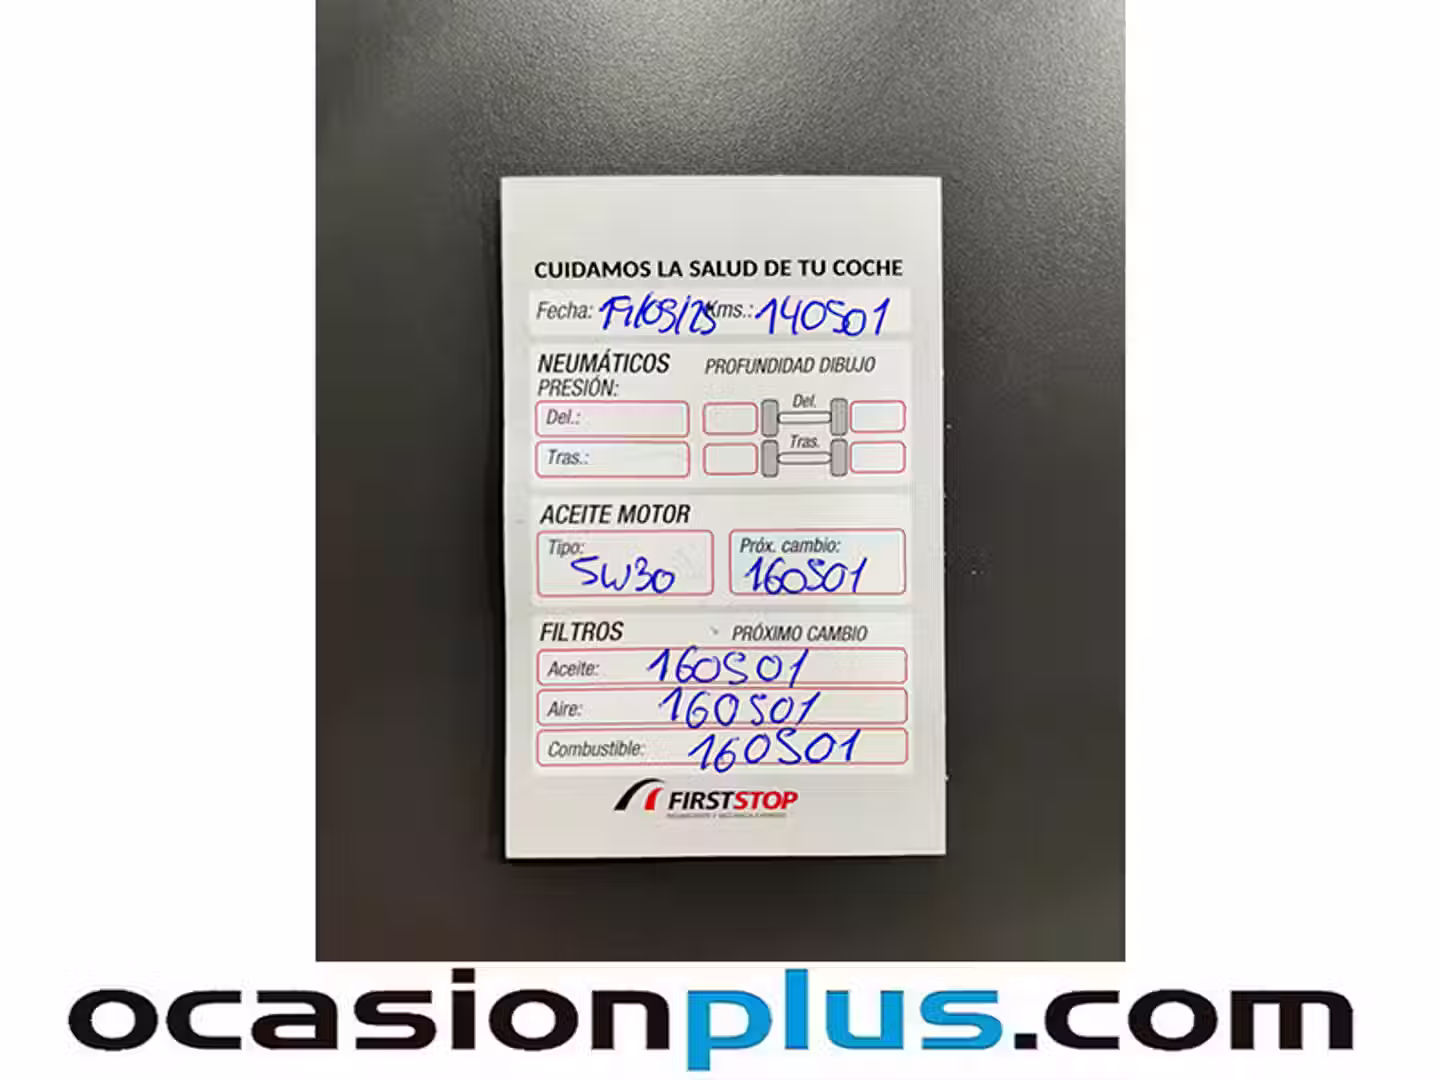 CUIDAMOS LA SALUD DE TU COCHE
Fecha: Kms.: 140501
NEUMÁTICOS PROFUNDIDAD DIBUJO
PRESIÓN:
Del.: Del.
Tras.: Tras.
ACEITE MOTOR
Tipo: Próx. cambio:
5W30 160501
FILTROS PRÓXIMO CAMBIO
Aceite: 160501
Aire: 160501
Combustible: 160501
FIRSTSTOP
ocasionplus.com